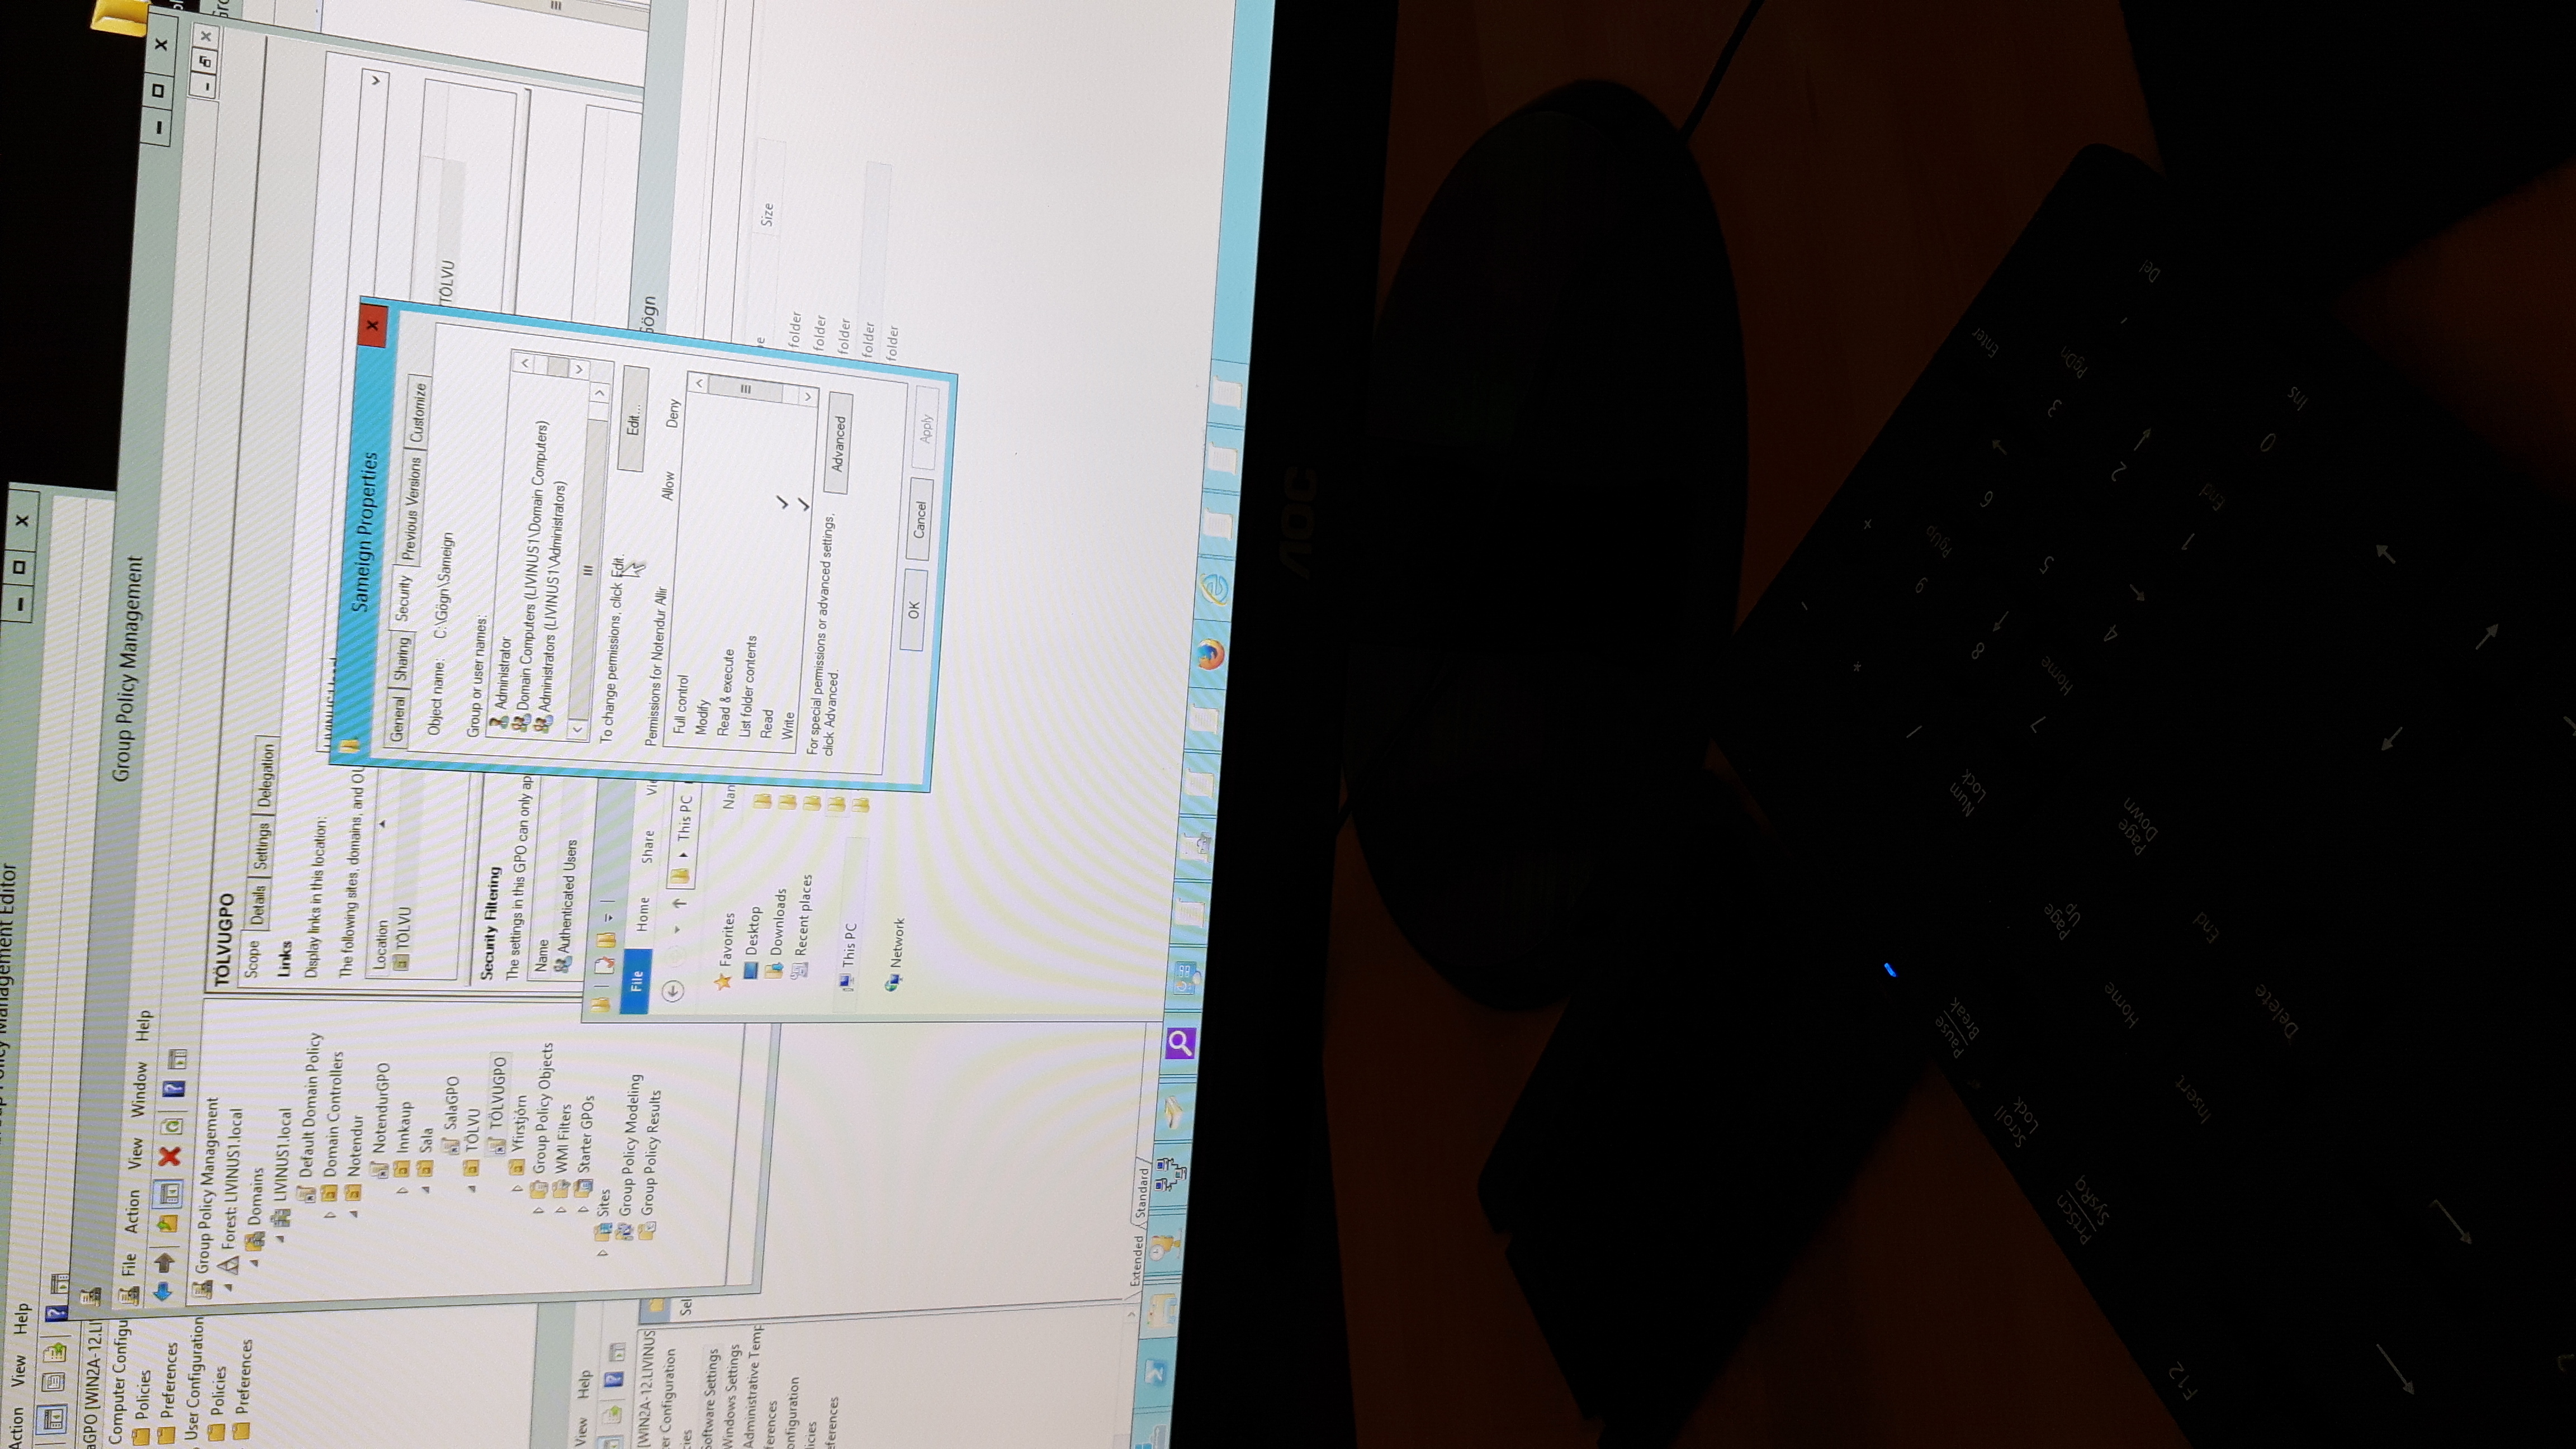 Group Policy Management Editor
Action View Help
aGPO [WIN2A-12.LI
Computer Configu
Policies
Preferences
User Configuration
Policies
Preferences
Group Policy Management
File Action View Window Help
Group Policy Management
Forest: LIVINUS1.local
Domains
LIVINUS1.local
Default Domain Policy
Domain Controllers
Notendur
NotendurGPO
Innkaup
Sala
SalaGPO
TÖLVU
TÖLVUGPO
Yfirstjórn
Group Policy Objects
WMI Filters
Starter GPOs
Sites
Group Policy Modeling
Group Policy Results
TÖLVUGPO
Scope Details Settings Delegation
Links
Display links in this location:
LIVINUS1.local
The following sites, domains, and OU
Location
TÖLVU
TÖLVU
Security Filtering
The settings in this GPO can only ap
Name
Authenticated Users
Sameign Properties
General Sharing Security Previous Versions Customize
Object name: C:\Gögn\Sameign
Group or user names:
Administrator
Domain Computers (LIVINUS1\Domain Computers)
Administrators (LIVINUS1\Administrators)
To change permissions, click Edit.
Edit...
Permissions for Notendur Allir Allow Deny
Full control
Modify
Read & execute
List folder contents
Read
Write
For special permissions or advanced settings,
click Advanced.
Advanced
OK Cancel Apply
View Help
[WIN2A-12.LIVINUS
er Configuration
cies
Software Settings
Windows Settings
Administrative Temp
ferences
onfiguration
licies
eferences
Sel
Extended Standard
Gögn
File Home Share Vi
This PC
Favorites
Desktop
Downloads
Recent places
This PC
Network
Nan
e Size
folder
folder
folder
folder
folder
AOC
Pause
Break
Scroll
Lock
PrtScn
SysRq
F12
Insert
Home
Page
Up
Delete
End
Page
Down
Num
Lock
/
*
-
7
Home
8
9
PgUp
+
4
5
6
1
End
2
3
PgDn
Enter
0
Ins
Del